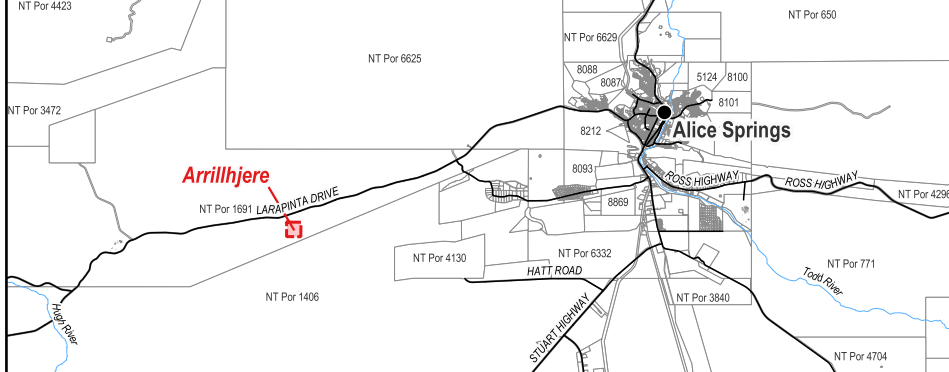 NT Por 4423
NT Por 650
NT Por 6629
NT Por 6625
8088
8087
5124
8100
NT Por 3472
8101
8212
Alice Springs
8093
Arrillhjere
ROSS HIGHWAY
ROSS HIGHWAY
LARAPINTA DRIVE
NT Por 4296
NT Por 1691
8869
NT Por 4130
NT Por 6332
NT Por 771
HATT ROAD
Todd River
NT Por 1406
NT Por 3840
Hugh River
STUART HIGHWAY
NT Por 4704